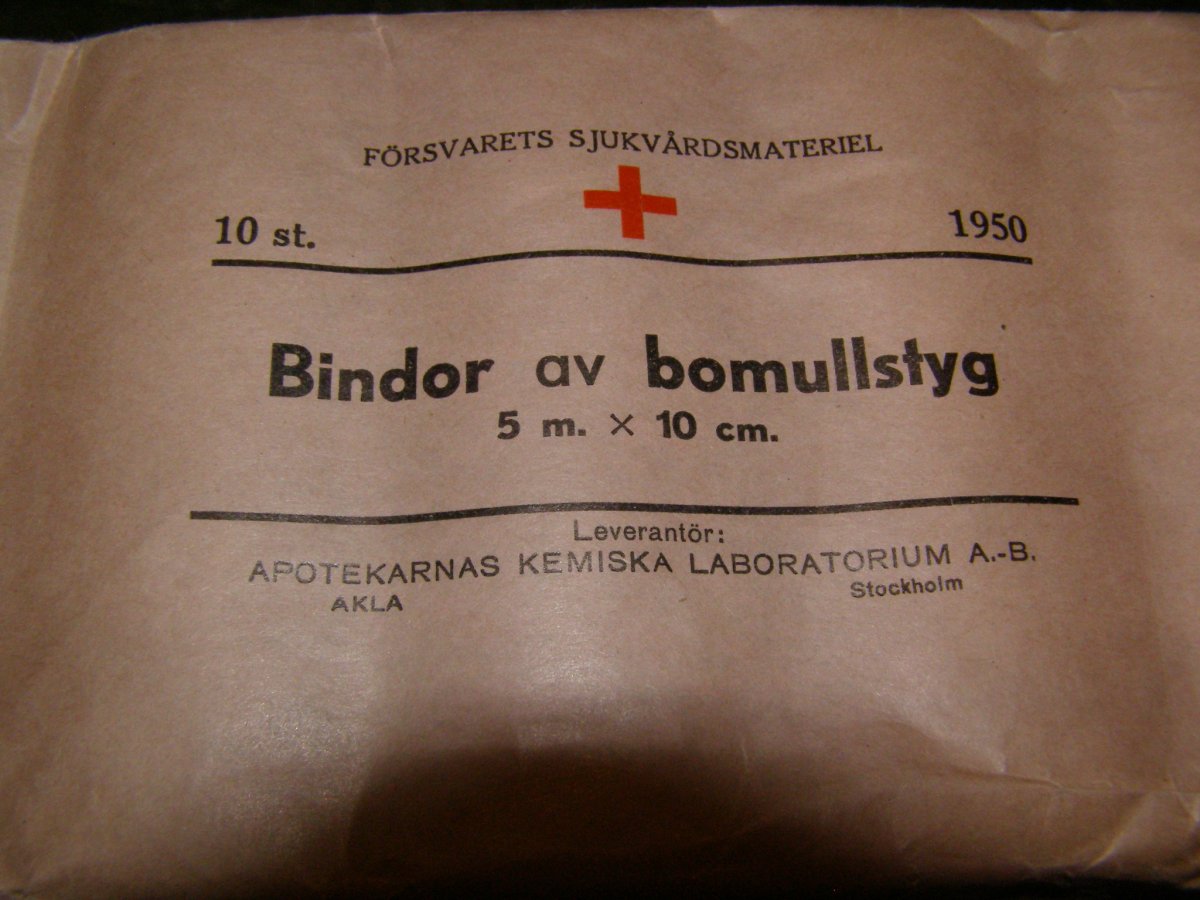 FÖRSVARETS SJUKVÅRDSMATERIEL
10 st. 1950
Bindor av bomullstyg
5 m. × 10 cm.
Leverantör:
APOTEKARNAS KEMISKA LABORATORIUM A.-B.
AKLA Stockholm